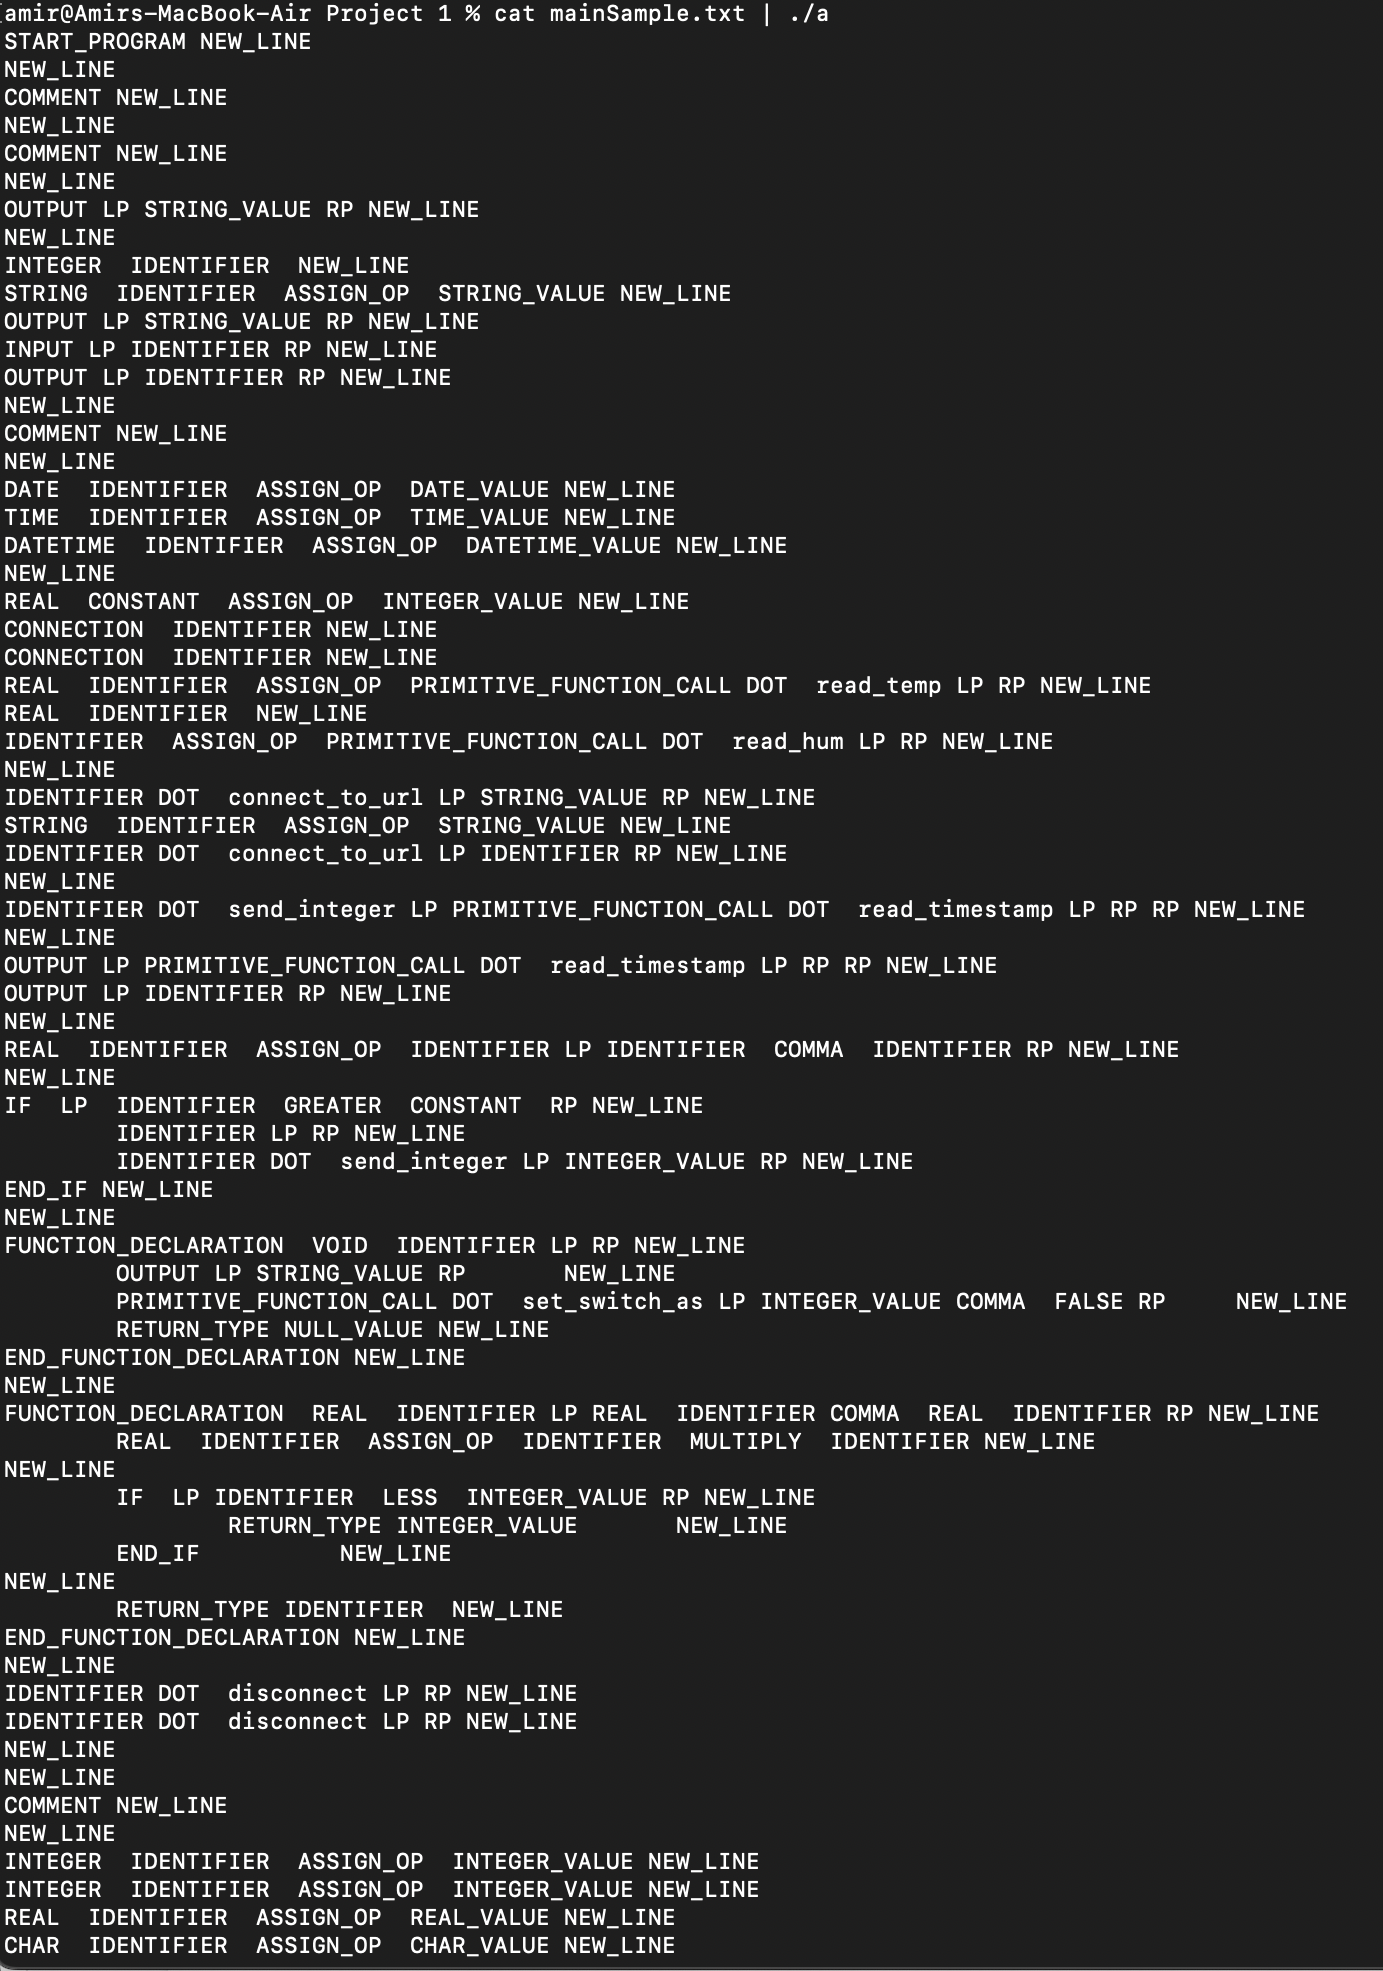 amir@Amirs-MacBook-Air Project 1 % cat mainSample.txt | ./a
START_PROGRAM NEW_LINE
NEW_LINE
COMMENT NEW_LINE
NEW_LINE
COMMENT NEW_LINE
NEW_LINE
OUTPUT LP STRING_VALUE RP NEW_LINE
NEW_LINE
INTEGER  IDENTIFIER  NEW_LINE
STRING  IDENTIFIER  ASSIGN_OP  STRING_VALUE NEW_LINE
OUTPUT LP STRING_VALUE RP NEW_LINE
INPUT LP IDENTIFIER RP NEW_LINE
OUTPUT LP IDENTIFIER RP NEW_LINE
NEW_LINE
COMMENT NEW_LINE
NEW_LINE
DATE  IDENTIFIER  ASSIGN_OP  DATE_VALUE NEW_LINE
TIME  IDENTIFIER  ASSIGN_OP  TIME_VALUE NEW_LINE
DATETIME  IDENTIFIER  ASSIGN_OP  DATETIME_VALUE NEW_LINE
NEW_LINE
REAL  CONSTANT  ASSIGN_OP  INTEGER_VALUE NEW_LINE
CONNECTION  IDENTIFIER NEW_LINE
CONNECTION  IDENTIFIER NEW_LINE
REAL  IDENTIFIER  ASSIGN_OP  PRIMITIVE_FUNCTION_CALL DOT  read_temp LP RP NEW_LINE
REAL  IDENTIFIER  NEW_LINE
IDENTIFIER  ASSIGN_OP  PRIMITIVE_FUNCTION_CALL DOT  read_hum LP RP NEW_LINE
NEW_LINE
IDENTIFIER DOT  connect_to_url LP STRING_VALUE RP NEW_LINE
STRING  IDENTIFIER  ASSIGN_OP  STRING_VALUE NEW_LINE
IDENTIFIER DOT  connect_to_url LP IDENTIFIER RP NEW_LINE
NEW_LINE
IDENTIFIER DOT  send_integer LP PRIMITIVE_FUNCTION_CALL DOT  read_timestamp LP RP RP NEW_LINE
NEW_LINE
OUTPUT LP PRIMITIVE_FUNCTION_CALL DOT  read_timestamp LP RP RP NEW_LINE
OUTPUT LP IDENTIFIER RP NEW_LINE
NEW_LINE
REAL  IDENTIFIER  ASSIGN_OP  IDENTIFIER LP IDENTIFIER  COMMA  IDENTIFIER RP NEW_LINE
NEW_LINE
IF  LP  IDENTIFIER  GREATER  CONSTANT  RP NEW_LINE
        IDENTIFIER LP RP NEW_LINE
        IDENTIFIER DOT  send_integer LP INTEGER_VALUE RP NEW_LINE
END_IF NEW_LINE
NEW_LINE
FUNCTION_DECLARATION  VOID  IDENTIFIER LP RP NEW_LINE
        OUTPUT LP STRING_VALUE RP       NEW_LINE
        PRIMITIVE_FUNCTION_CALL DOT  set_switch_as LP INTEGER_VALUE COMMA  FALSE RP     NEW_LINE
        RETURN_TYPE NULL_VALUE NEW_LINE
END_FUNCTION_DECLARATION NEW_LINE
NEW_LINE
FUNCTION_DECLARATION  REAL  IDENTIFIER LP REAL  IDENTIFIER COMMA  REAL  IDENTIFIER RP NEW_LINE
        REAL  IDENTIFIER  ASSIGN_OP  IDENTIFIER  MULTIPLY  IDENTIFIER NEW_LINE
NEW_LINE
        IF  LP IDENTIFIER  LESS  INTEGER_VALUE RP NEW_LINE
                RETURN_TYPE INTEGER_VALUE       NEW_LINE
        END_IF          NEW_LINE
NEW_LINE
        RETURN_TYPE IDENTIFIER  NEW_LINE
END_FUNCTION_DECLARATION NEW_LINE
NEW_LINE
IDENTIFIER DOT  disconnect LP RP NEW_LINE
IDENTIFIER DOT  disconnect LP RP NEW_LINE
NEW_LINE
NEW_LINE
COMMENT NEW_LINE
NEW_LINE
INTEGER  IDENTIFIER  ASSIGN_OP  INTEGER_VALUE NEW_LINE
INTEGER  IDENTIFIER  ASSIGN_OP  INTEGER_VALUE NEW_LINE
REAL  IDENTIFIER  ASSIGN_OP  REAL_VALUE NEW_LINE
CHAR  IDENTIFIER  ASSIGN_OP  CHAR_VALUE NEW_LINE